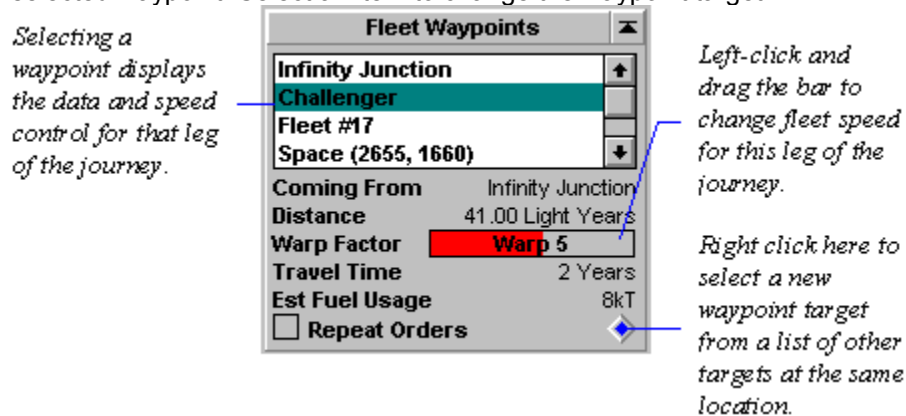 Fleet Waypoints
Selecting a
waypoint displays
the data and speed
control for that leg
of the journey.
Infinity Junction
Challenger
Fleet #17
Space (2655, 1660)
Coming From Infinity Junction
Distance 41.00 Light Years
Warp Factor Warp 5
Travel Time 2 Years
Est Fuel Usage 8kT
Repeat Orders
Left-click and
drag the bar to
change fleet speed
for this leg of the
journey.
Right click here to
select a new
waypoint target
from a list of other
targets at the same
location.